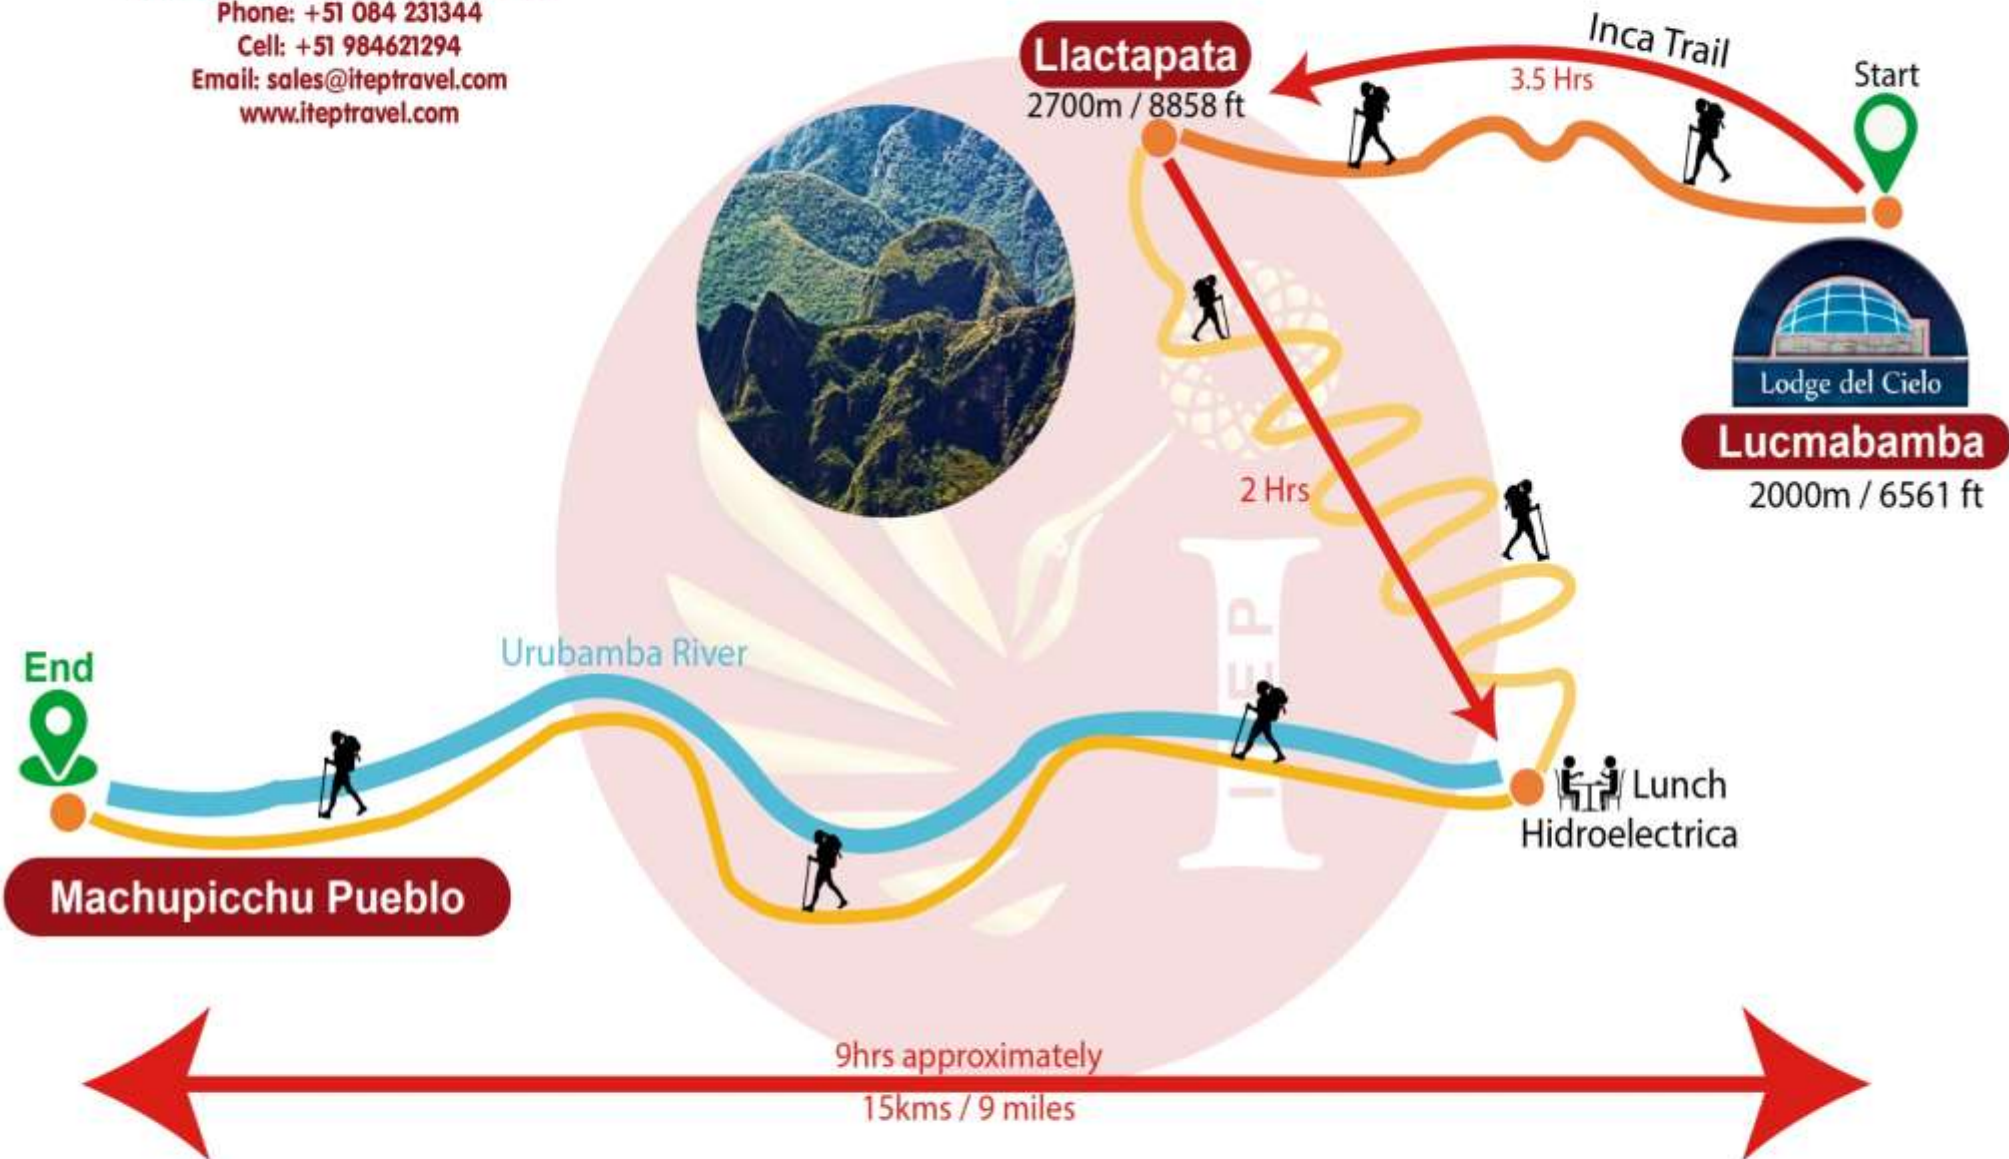 Phone: +51 084 231344
Cell: +51 984621294
Email: sales@iteptravel.com
www.iteptravel.com
Llactapata
2700m / 8858 ft
Inca Trail
3.5 Hrs
Start
Lodge del Cielo
Lucmabamba
2000m / 6561 ft
2 Hrs
Urubamba River
End
EP
Lunch
Hidroelectrica
Machupicchu Pueblo
9hrs approximately
15kms / 9 miles